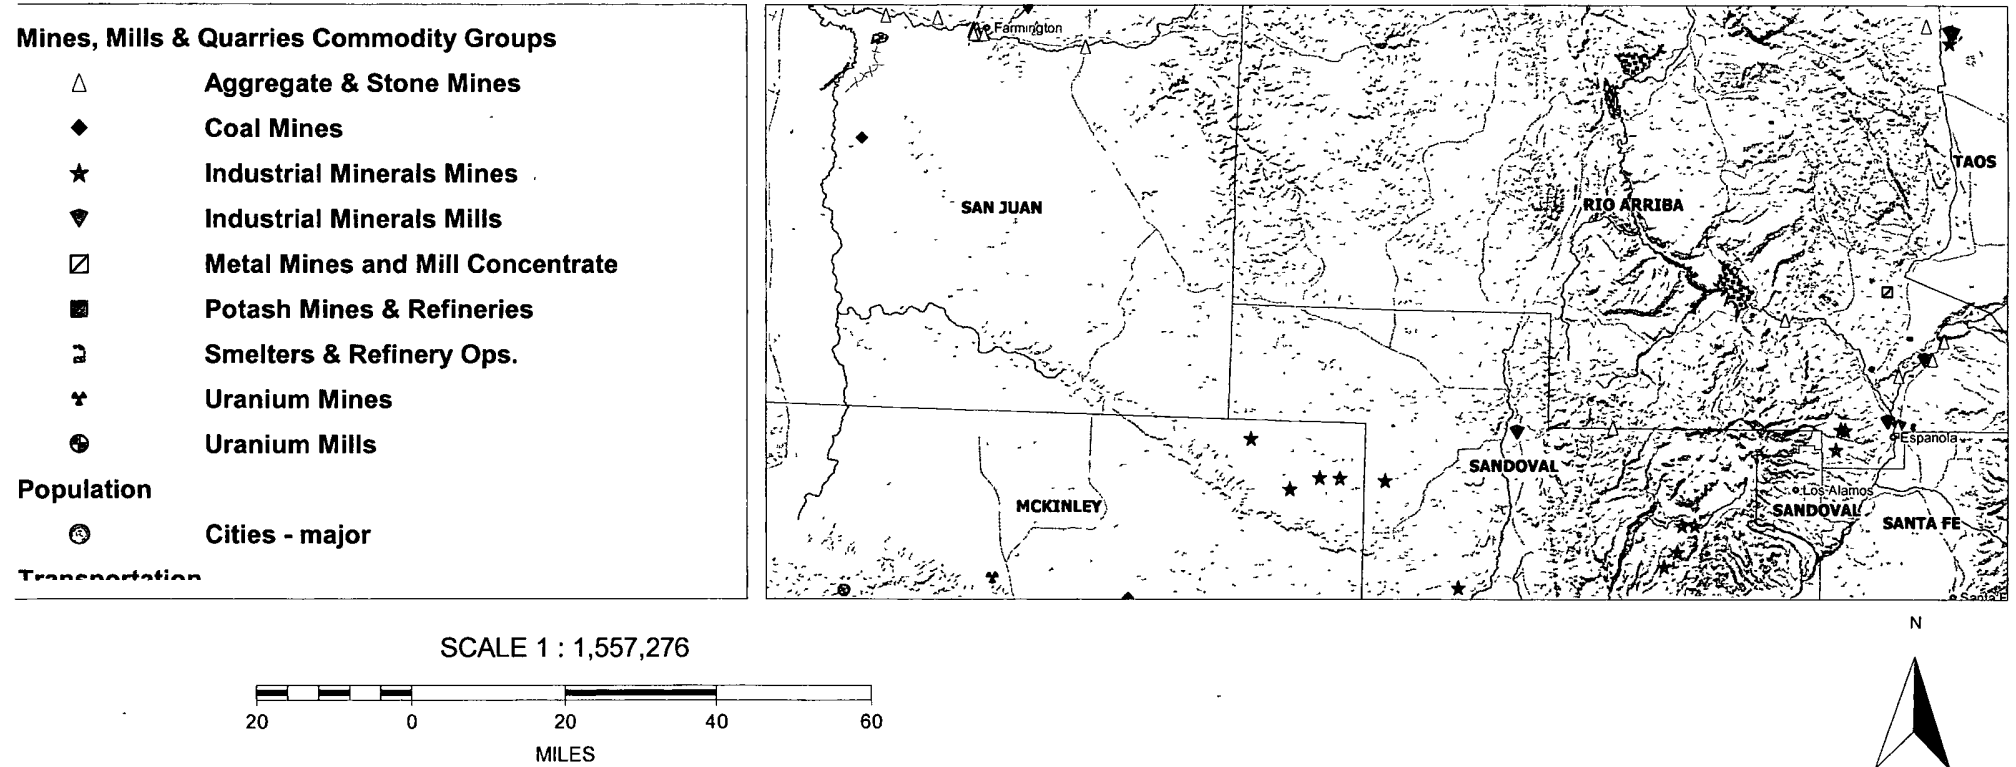 Mines, Mills & Quarries Commodity Groups
Aggregate & Stone Mines
Coal Mines
Industrial Minerals Mines
Industrial Minerals Mills
Metal Mines and Mill Concentrate
Potash Mines & Refineries
Smelters & Refinery Ops.
Uranium Mines
Uranium Mills
Population
Cities - major
Transportation
Farmington
TAOS
SAN JUAN
RIO ARRIBA
Espanola
SANDOVAL
Los Alamos
MCKINLEY
SANDOVAL
SANTA FE
Santa F
SCALE 1 : 1,557,276
20 0 20 40 60
MILES
N